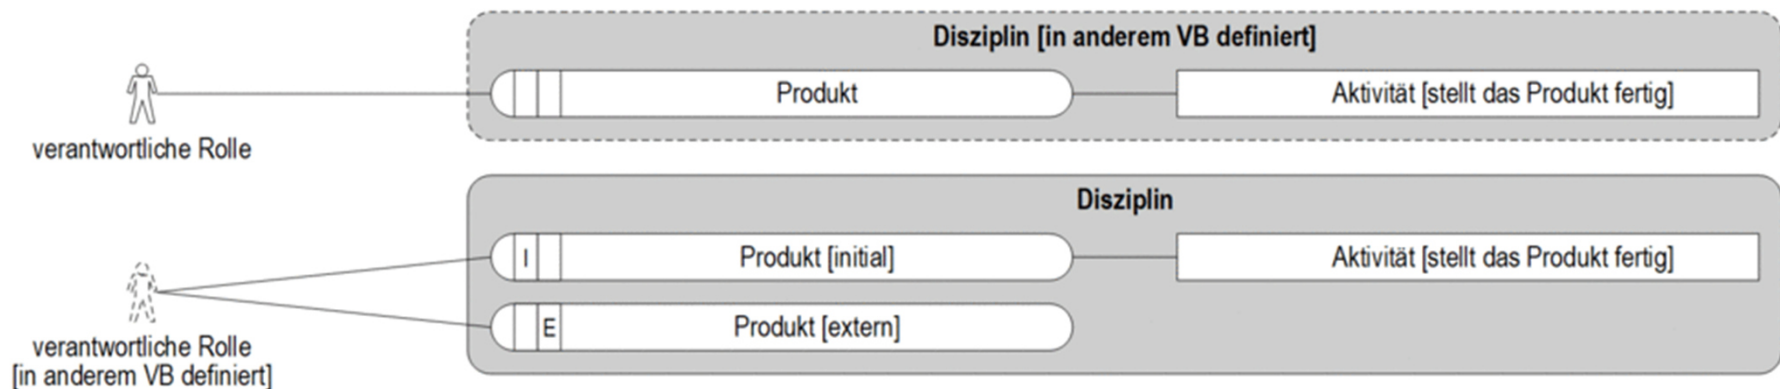 Disziplin [in anderem VB definiert]
Produkt
Aktivität [stellt das Produkt fertig]
verantwortliche Rolle
Disziplin
I
Produkt [initial]
Aktivität [stellt das Produkt fertig]
E
Produkt [extern]
verantwortliche Rolle
[in anderem VB definiert]